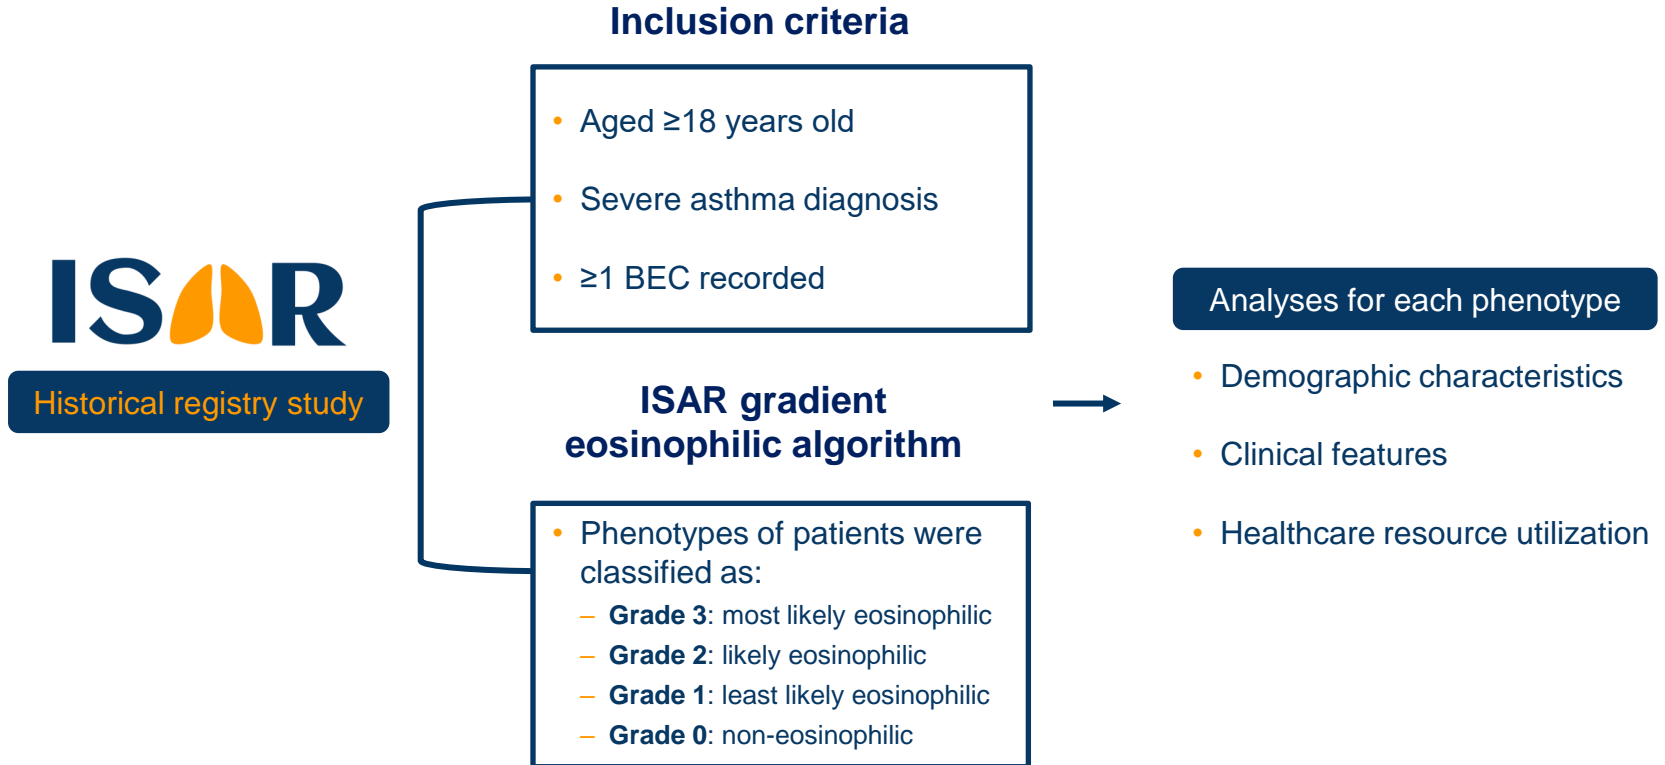 ISAR
Historical registry study
Inclusion criteria
• Aged ≥18 years old
• Severe asthma diagnosis
• ≥1 BEC recorded
ISAR gradient
eosinophilic algorithm
• Phenotypes of patients were
classified as:
– Grade 3: most likely eosinophilic
– Grade 2: likely eosinophilic
– Grade 1: least likely eosinophilic
– Grade 0: non-eosinophilic
Analyses for each phenotype
• Demographic characteristics
• Clinical features
• Healthcare resource utilization